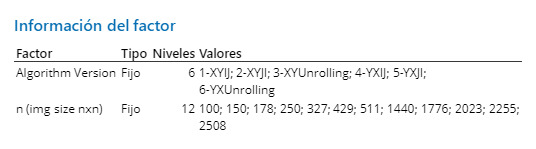 Información del factor
Factor Tipo Niveles Valores
Algorithm Version Fijo 6 1-XYIJ; 2-XYJI; 3-XYUnrolling; 4-YXIJ; 5-YXJI;
6-YXUnrolling
n (img size nxn) Fijo 12 100; 150; 178; 250; 327; 429; 511; 1440; 1776; 2023; 2255;
2508